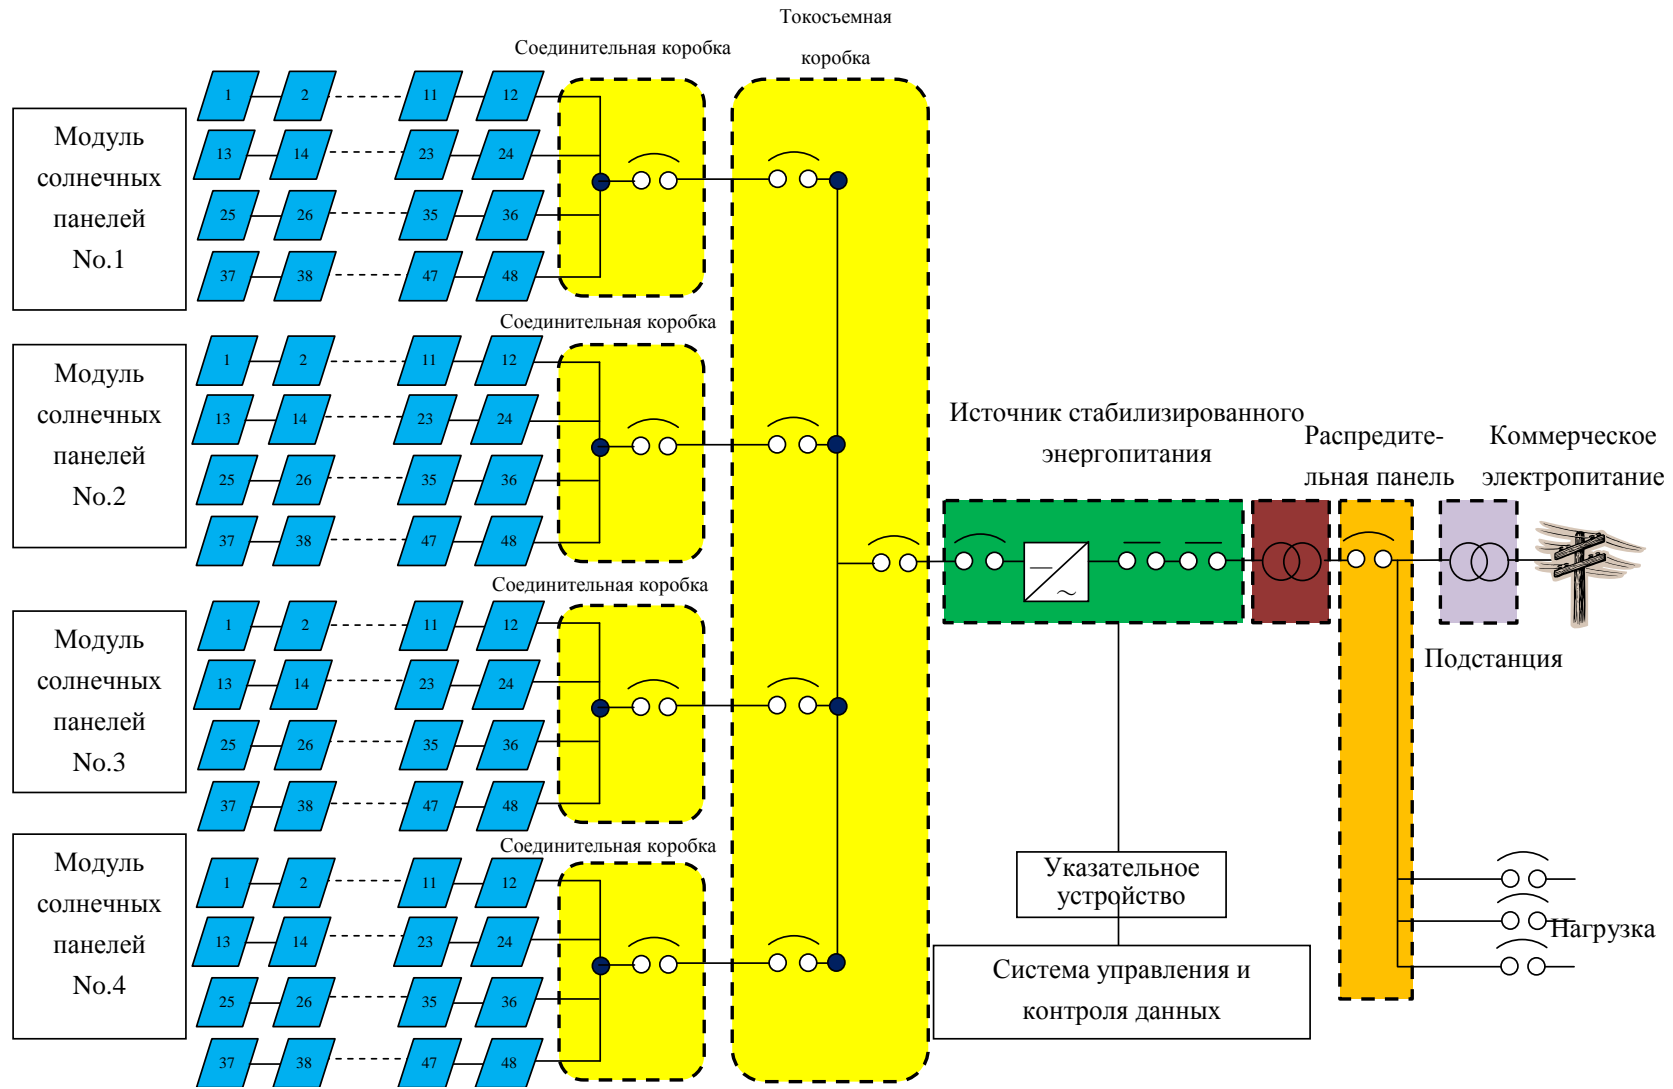 Токосъемная
коробка
Соединительная коробка
Модуль
солнечных
панелей
No.1
1 2 11 12
13 14 23 24
25 26 35 36
37 38 47 48
Соединительная коробка
Модуль
солнечных
панелей
No.2
1 2 11 12
13 14 23 24
25 26 35 36
37 38 47 48
Соединительная коробка
Модуль
солнечных
панелей
No.3
1 2 11 12
13 14 23 24
25 26 35 36
37 38 47 48
Соединительная коробка
Модуль
солнечных
панелей
No.4
1 2 11 12
13 14 23 24
25 26 35 36
37 38 47 48
Источник стабилизированного
энергопитания
Распредите-
льная панель
Коммерческое
электропитание
Подстанция
Указательное
устройство
Система управления и
контроля данных
Нагрузка